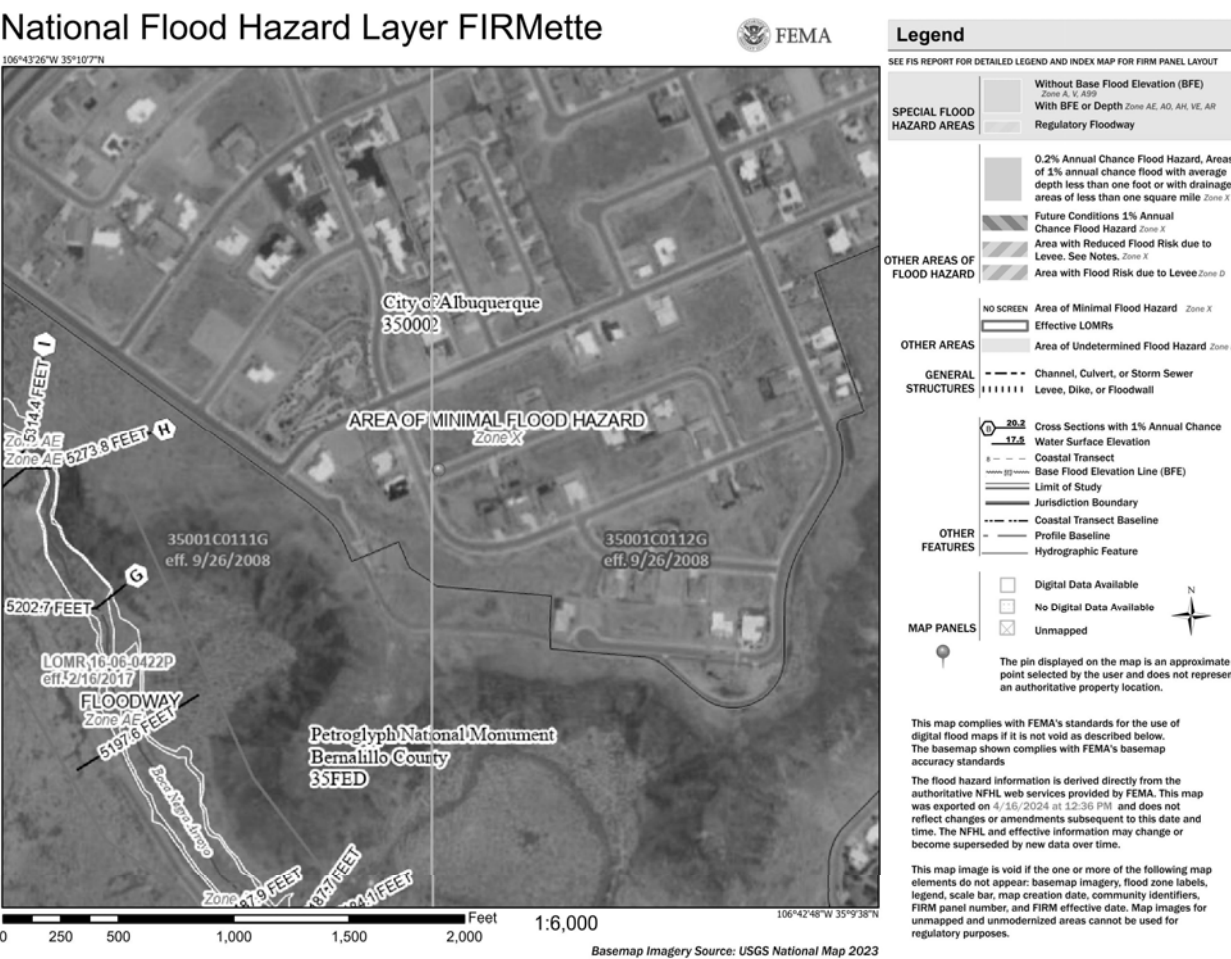 National Flood Hazard Layer FIRMette
FEMA
106°43'26"W 35°10'7"N
City of Albuquerque
350002
AREA OF MINIMAL FLOOD HAZARD
Zone X
I
5314.4 FEET
Zone AE
Zone AE
5273.8 FEET
H
35001C0111G
eff. 9/26/2008
35001C0112G
eff. 9/26/2008
G
5202.7 FEET
LOMR 16-06-0422P
eff. 2/16/2017
FLOODWAY
Zone AE
5197.6 FEET
Petroglyph National Monument
Bernalillo County
35FED
Boca Negra Arroyo
Zone
87.9 FEET
87.7 FEET
84.1 FEET
Feet
1:6,000
106°42'48"W 35°9'38"N
0 250 500 1,000 1,500 2,000
Basemap Imagery Source: USGS National Map 2023
Legend
SEE FIS REPORT FOR DETAILED LEGEND AND INDEX MAP FOR FIRM PANEL LAYOUT
SPECIAL FLOOD
HAZARD AREAS
Without Base Flood Elevation (BFE)
Zone A, V, A99
With BFE or Depth Zone AE, AO, AH, VE, AR
Regulatory Floodway
OTHER AREAS OF
FLOOD HAZARD
0.2% Annual Chance Flood Hazard, Areas
of 1% annual chance flood with average
depth less than one foot or with drainage
areas of less than one square mile Zone X
Future Conditions 1% Annual
Chance Flood Hazard Zone X
Area with Reduced Flood Risk due to
Levee. See Notes. Zone X
Area with Flood Risk due to Levee Zone D
OTHER AREAS
NO SCREEN Area of Minimal Flood Hazard Zone X
Effective LOMRs
Area of Undetermined Flood Hazard Zone
GENERAL
STRUCTURES
Channel, Culvert, or Storm Sewer
Levee, Dike, or Floodwall
OTHER
FEATURES
B 20.2 Cross Sections with 1% Annual Chance
17.5 Water Surface Elevation
8 Coastal Transect
513 Base Flood Elevation Line (BFE)
Limit of Study
Jurisdiction Boundary
Coastal Transect Baseline
Profile Baseline
Hydrographic Feature
MAP PANELS
Digital Data Available
No Digital Data Available
Unmapped
N
The pin displayed on the map is an approximate
point selected by the user and does not represen
an authoritative property location.
This map complies with FEMA's standards for the use of
digital flood maps if it is not void as described below.
The basemap shown complies with FEMA's basemap
accuracy standards
The flood hazard information is derived directly from the
authoritative NFHL web services provided by FEMA. This map
was exported on 4/16/2024 at 12:36 PM and does not
reflect changes or amendments subsequent to this date and
time. The NFHL and effective information may change or
become superseded by new data over time.
This map image is void if the one or more of the following map
elements do not appear: basemap imagery, flood zone labels,
legend, scale bar, map creation date, community identifiers,
FIRM panel number, and FIRM effective date. Map images for
unmapped and unmodernized areas cannot be used for
regulatory purposes.